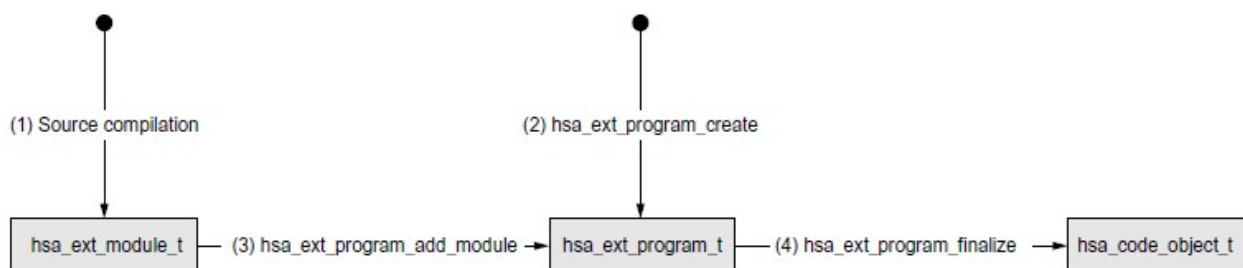 (1) Source compilation
(2) hsa_ext_program_create
hsa_ext_module_t
(3) hsa_ext_program_add_module
hsa_ext_program_t
(4) hsa_ext_program_finalize
hsa_code_object_t